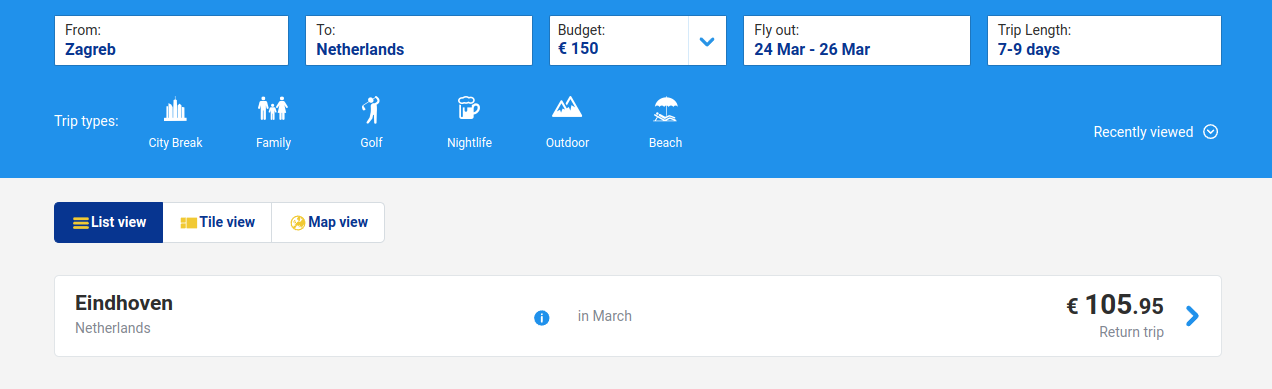 From:
Zagreb
To:
Netherlands
Budget:
€ 150
Fly out:
24 Mar - 26 Mar
Trip Length:
7-9 days
Trip types:
City Break
Family
Golf
Nightlife
Outdoor
Beach
Recently viewed
List view
Tile view
Map view
Eindhoven
Netherlands
in March
€ 105.95
Return trip